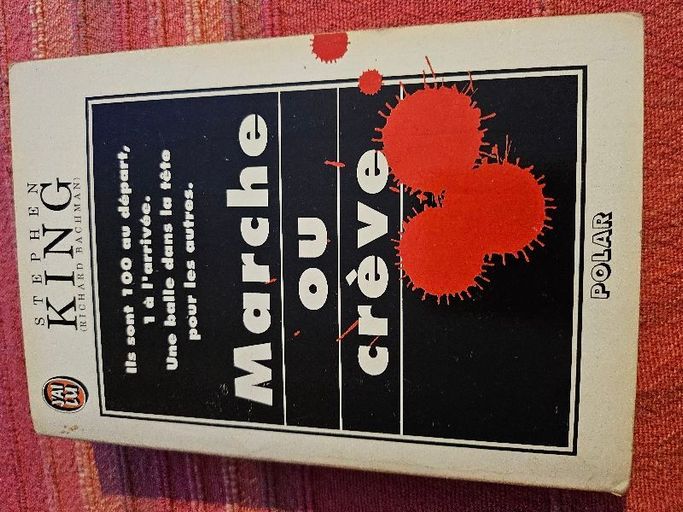 STEPHEN
KING
(RICHARD BACHMAN)
J'AI
LU
Ils sont 100 au départ,
1 à l'arrivée.
Une balle dans la tête
pour les autres.
Marche
ou
crève
POLAR